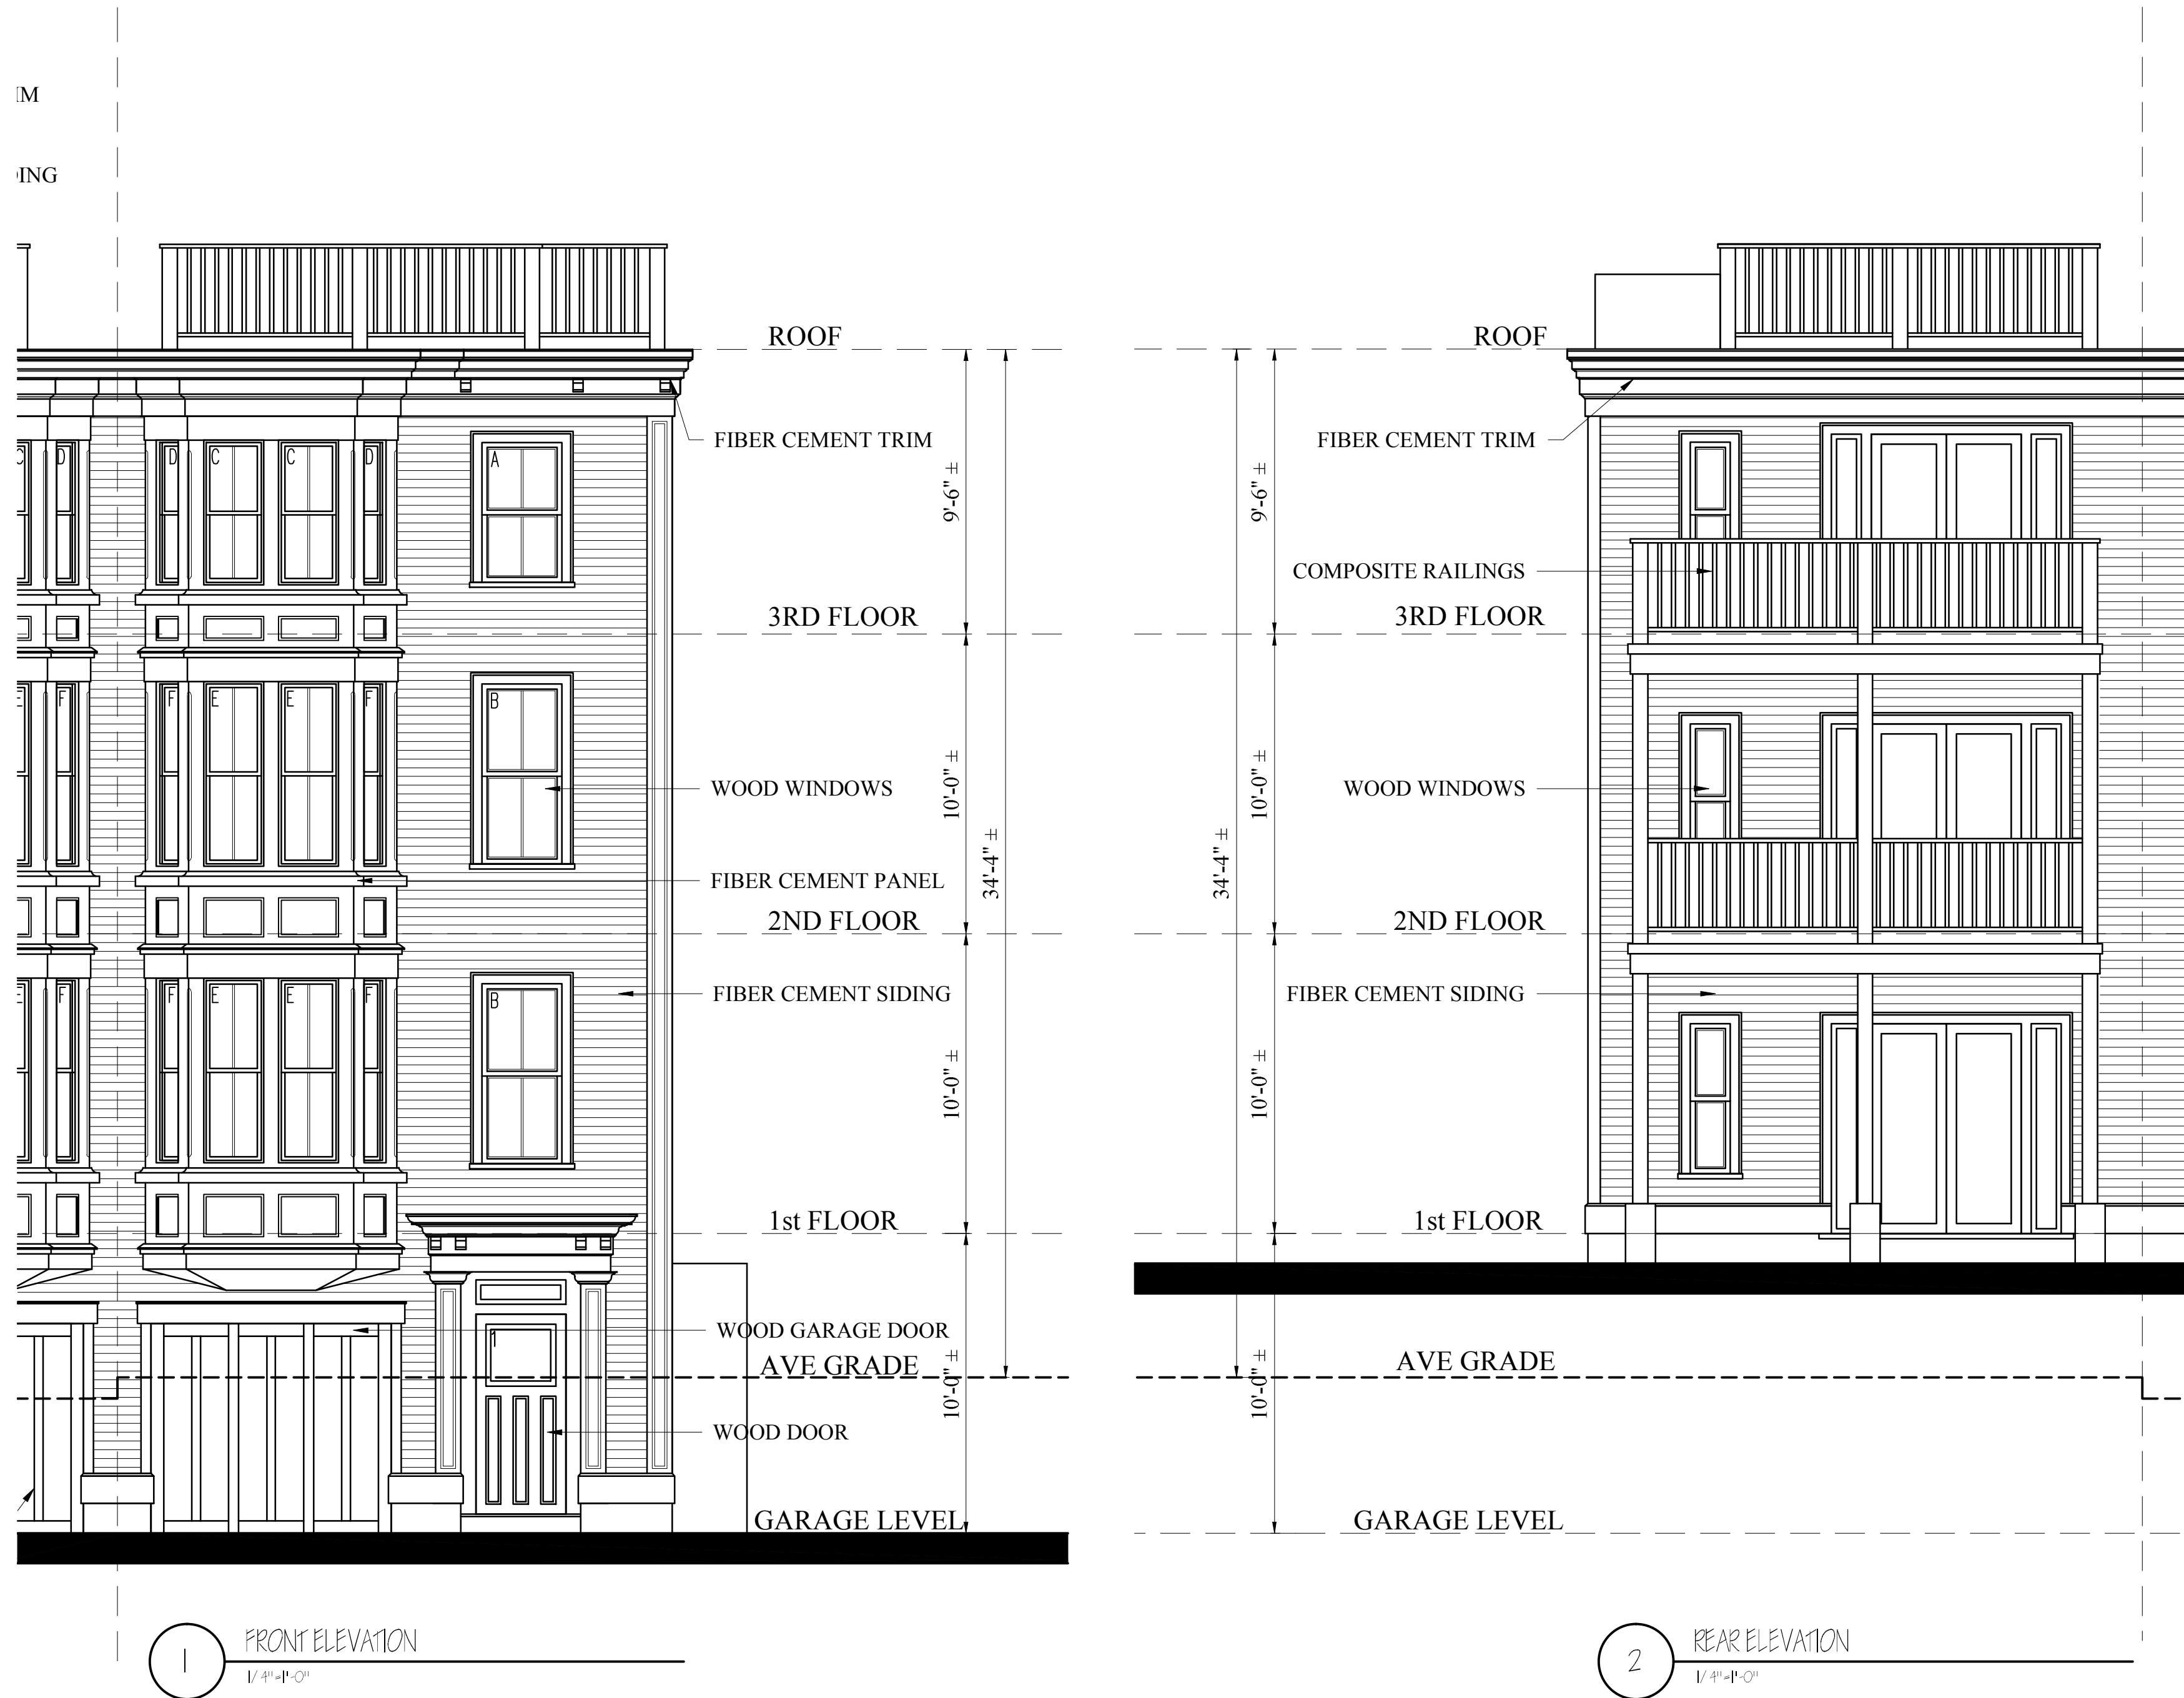 IM
ING
ROOF
FIBER CEMENT TRIM
9'-6" ±
3RD FLOOR
WOOD WINDOWS
10'-0" ±
34'-4" ±
FIBER CEMENT PANEL
2ND FLOOR
FIBER CEMENT SIDING
10'-0" ±
1st FLOOR
WOOD GARAGE DOOR
AVE GRADE
10'-0" ±
WOOD DOOR
GARAGE LEVEL
C D D C C D A
E F F E E F B
E F F E E F B
1
1 FRONT ELEVATION
1/4"=1'-0"
ROOF
FIBER CEMENT TRIM
9'-6" ±
COMPOSITE RAILINGS
3RD FLOOR
WOOD WINDOWS
10'-0" ±
34'-4" ±
2ND FLOOR
FIBER CEMENT SIDING
10'-0" ±
1st FLOOR
AVE GRADE
10'-0" ±
GARAGE LEVEL
2 REAR ELEVATION
1/4"=1'-0"